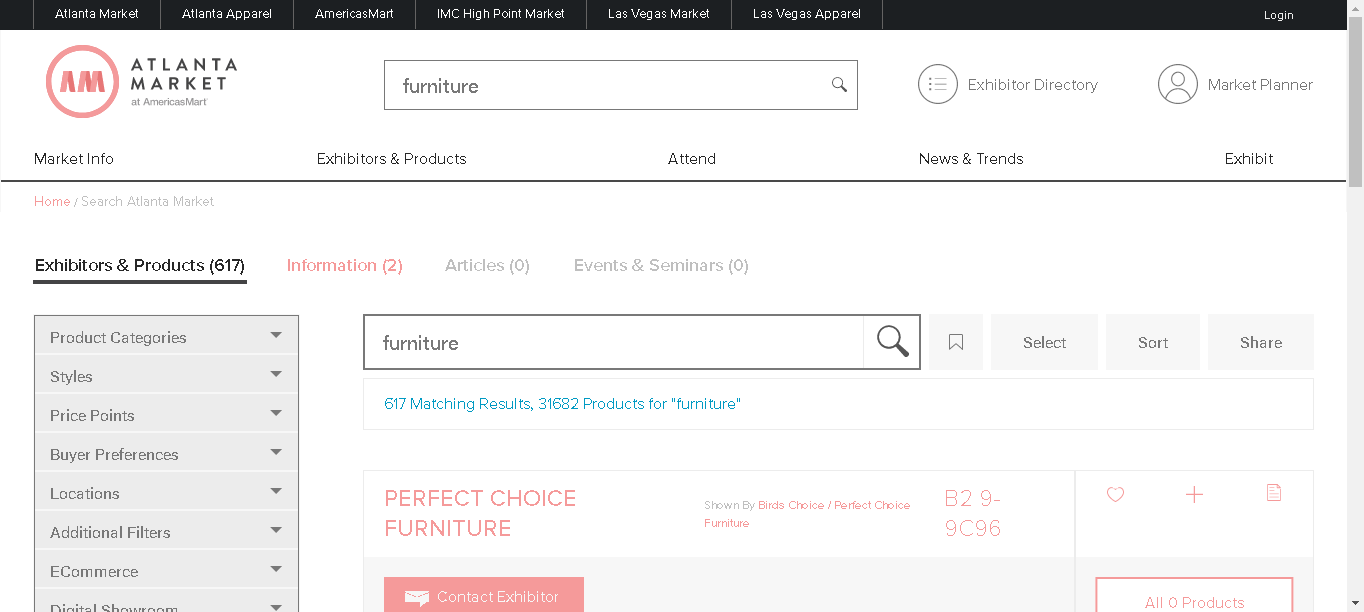 Atlanta Market Atlanta Apparel AmericasMart IMC High Point Market Las Vegas Market Las Vegas Apparel Login
AM ATLANTA
MARKET
at AmericasMart
furniture
Exhibitor Directory
Market Planner
Market Info Exhibitors & Products Attend News & Trends Exhibit
Home / Search Atlanta Market
Exhibitors & Products (617) Information (2) Articles (0) Events & Seminars (0)
Product Categories
Styles
Price Points
Buyer Preferences
Locations
Additional Filters
ECommerce
Digital Showroom
furniture
Select Sort Share
617 Matching Results, 31682 Products for "furniture"
PERFECT CHOICE
FURNITURE
Shown By Birds Choice / Perfect Choice
Furniture
B2 9-
9C96
Contact Exhibitor
All 0 Products